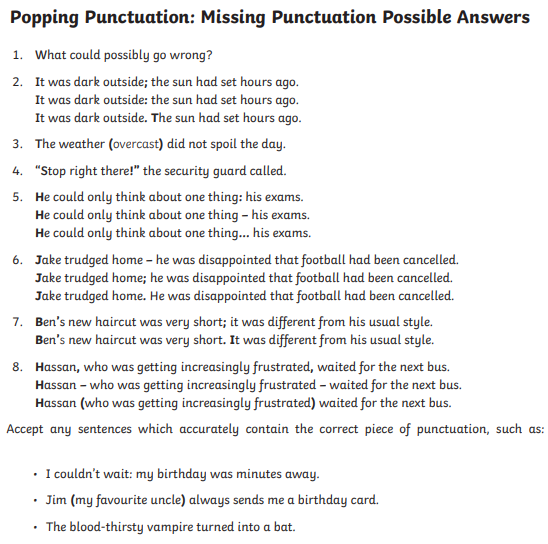 Popping Punctuation: Missing Punctuation Possible Answers
1. What could possibly go wrong?
2. It was dark outside; the sun had set hours ago.
It was dark outside: the sun had set hours ago.
It was dark outside. The sun had set hours ago.
3. The weather (overcast) did not spoil the day.
4. “Stop right there!” the security guard called.
5. He could only think about one thing: his exams.
He could only think about one thing – his exams.
He could only think about one thing... his exams.
6. Jake trudged home – he was disappointed that football had been cancelled.
Jake trudged home; he was disappointed that football had been cancelled.
Jake trudged home. He was disappointed that football had been cancelled.
7. Ben's new haircut was very short; it was different from his usual style.
Ben's new haircut was very short. It was different from his usual style.
8. Hassan, who was getting increasingly frustrated, waited for the next bus.
Hassan – who was getting increasingly frustrated – waited for the next bus.
Hassan (who was getting increasingly frustrated) waited for the next bus.
Accept any sentences which accurately contain the correct piece of punctuation, such as:
• I couldn't wait: my birthday was minutes away.
• Jim (my favourite uncle) always sends me a birthday card.
• The blood-thirsty vampire turned into a bat.